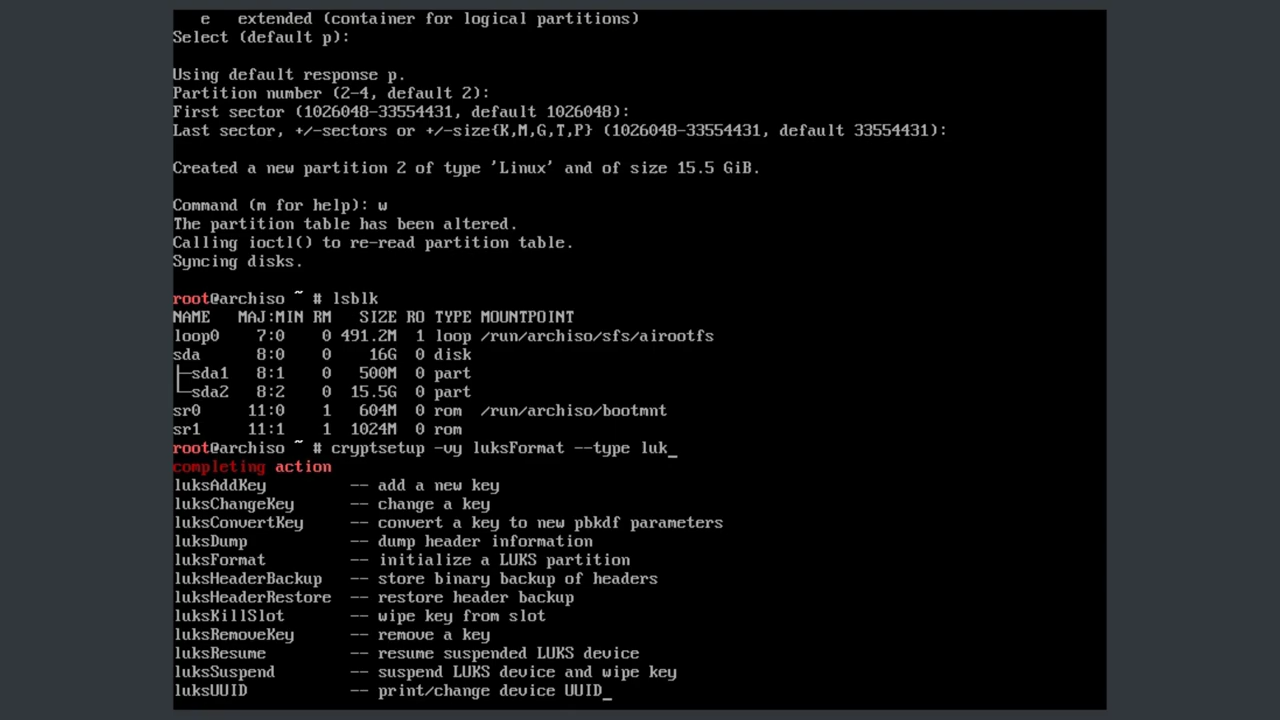 e   extended (container for logical partitions)
Select (default p):
Using default response p.
Partition number (2-4, default 2):
First sector (1026048-33554431, default 1026048):
Last sector, +/-sectors or +/-size{K,M,G,T,P} (1026048-33554431, default 33554431):
Created a new partition 2 of type 'Linux' and of size 15.5 GiB.
Command (m for help): w
The partition table has been altered.
Calling ioctl() to re-read partition table.
Syncing disks.
root@archiso ~ # lsblk
NAME   MAJ:MIN RM   SIZE RO TYPE MOUNTPOINT
loop0    7:0    0 491.2M  1 loop /run/archiso/sfs/airootfs
sda      8:0    0    16G  0 disk
├─sda1   8:1    0   500M  0 part
└─sda2   8:2    0  15.5G  0 part
sr0     11:0    1   604M  0 rom  /run/archiso/bootmnt
sr1     11:1    1  1024M  0 rom
root@archiso ~ # cryptsetup -vy luksFormat --type luk_
completing action
luksAddKey         -- add a new key
luksChangeKey      -- change a key
luksConvertKey     -- convert a key to new pbkdf parameters
luksDump           -- dump header information
luksFormat         -- initialize a LUKS partition
luksHeaderBackup   -- store binary backup of headers
luksHeaderRestore  -- restore header backup
luksKillSlot       -- wipe key from slot
luksRemoveKey      -- remove a key
luksResume         -- resume suspended LUKS device
luksSuspend        -- suspend LUKS device and wipe key
luksUUID           -- print/change device UUID_